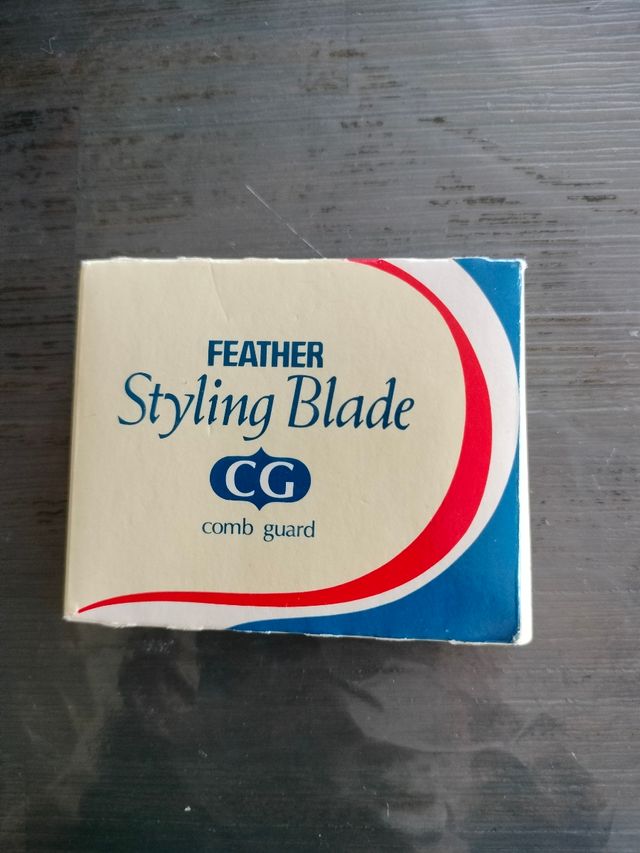 FEATHER
Styling Blade
CG
comb guard